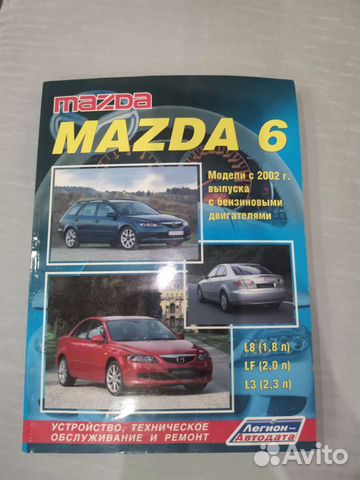 mazda
MAZDA 6
Модели с 2002 г.
выпуска
с бензиновыми
двигателями
L8 (1,8 л)
LF (2,0 л)
L3 (2,3 л)
УСТРОЙСТВО, ТЕХНИЧЕСКОЕ
ОБСЛУЖИВАНИЕ И РЕМОНТ
Легион-
Автодата
Avito